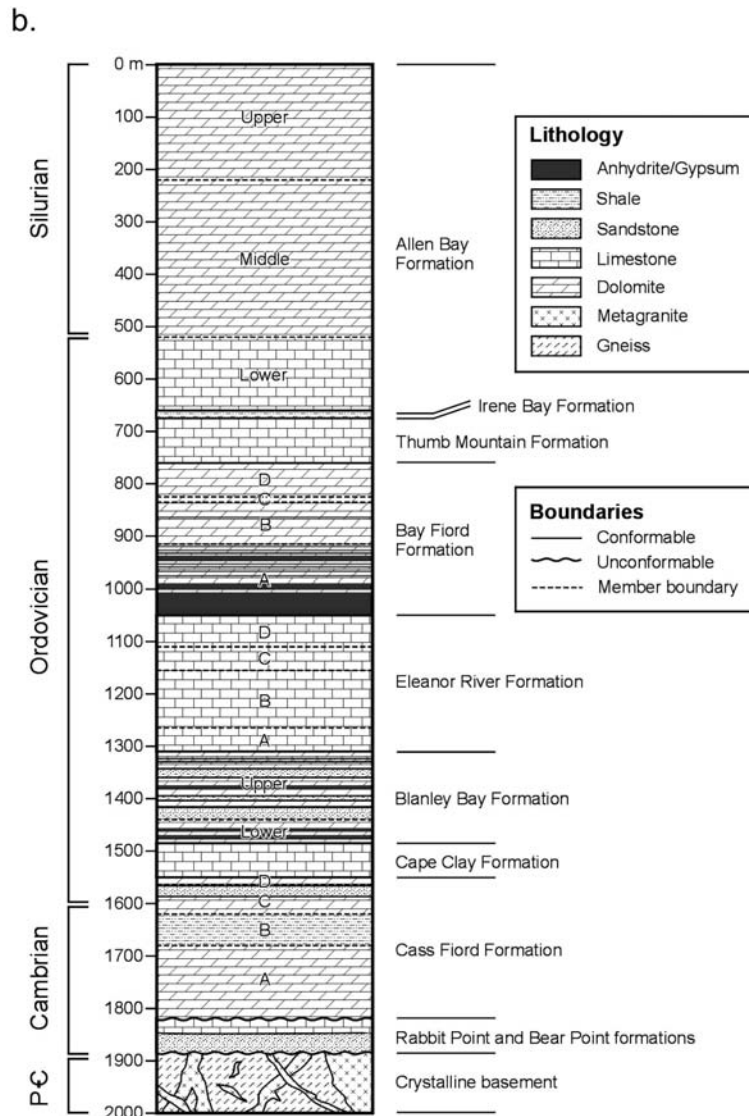 b.
Silurian
Ordovician
Cambrian
P€
0 m
100
200
300
400
500
600
700
800
900
1000
1100
1200
1300
1400
1500
1600
1700
1800
1900
2000
Upper
Middle
Lower
D
C
B
A
D
C
B
A
Upper
Lower
D
C
B
A
Allen Bay
Formation
Irene Bay Formation
Thumb Mountain Formation
Bay Fiord
Formation
Eleanor River Formation
Blanley Bay Formation
Cape Clay Formation
Cass Fiord Formation
Rabbit Point and Bear Point formations
Crystalline basement
Lithology
Anhydrite/Gypsum
Shale
Sandstone
Limestone
Dolomite
Metagranite
Gneiss
Boundaries
Conformable
Unconformable
Member boundary